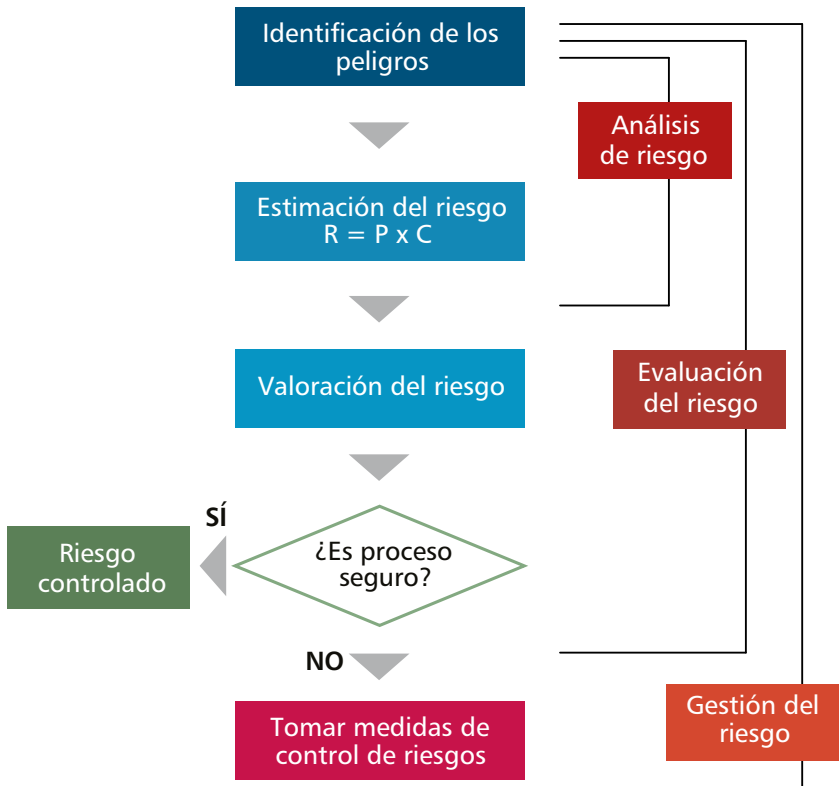 Identificación de los
peligros
Análisis
de riesgo
Estimación del riesgo
R = P x C
Valoración del riesgo
Evaluación
del riesgo
SÍ
¿Es proceso
seguro?
Riesgo
controlado
NO
Tomar medidas de
control de riesgos
Gestión del
riesgo